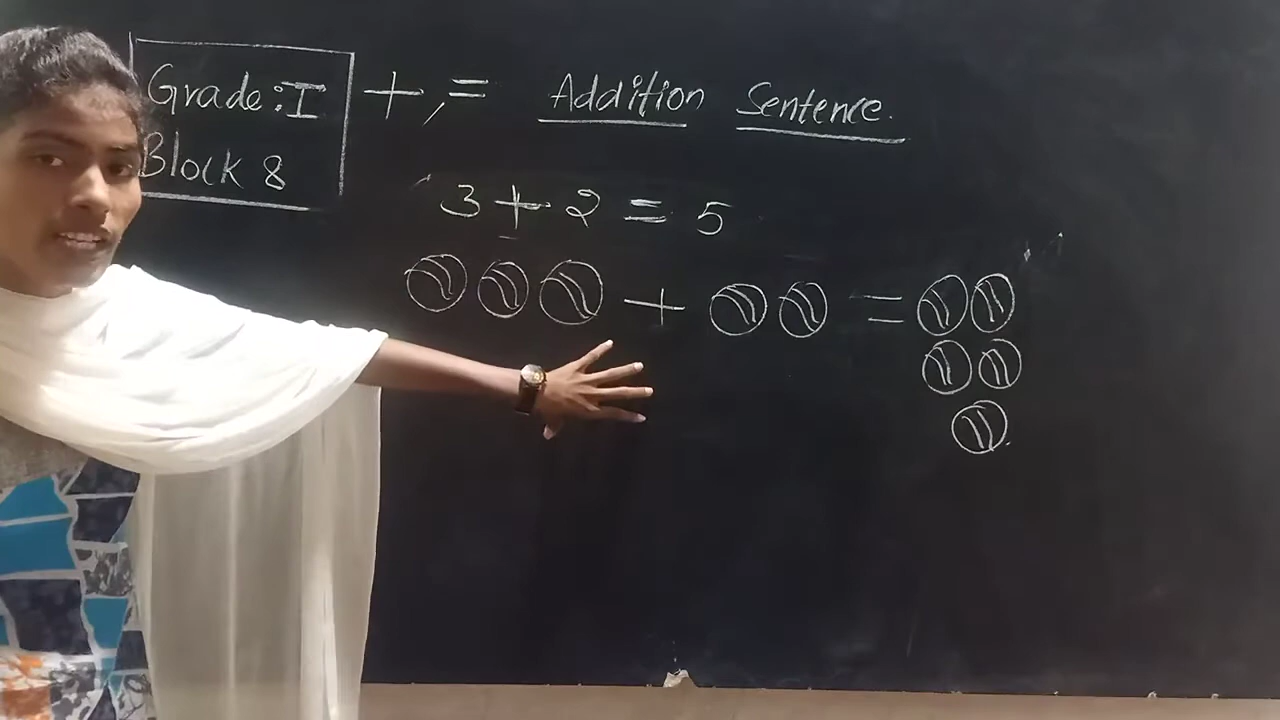 Grade: I
Block 8
+, = Addition Sentence.
3 + 2 = 5
+ =